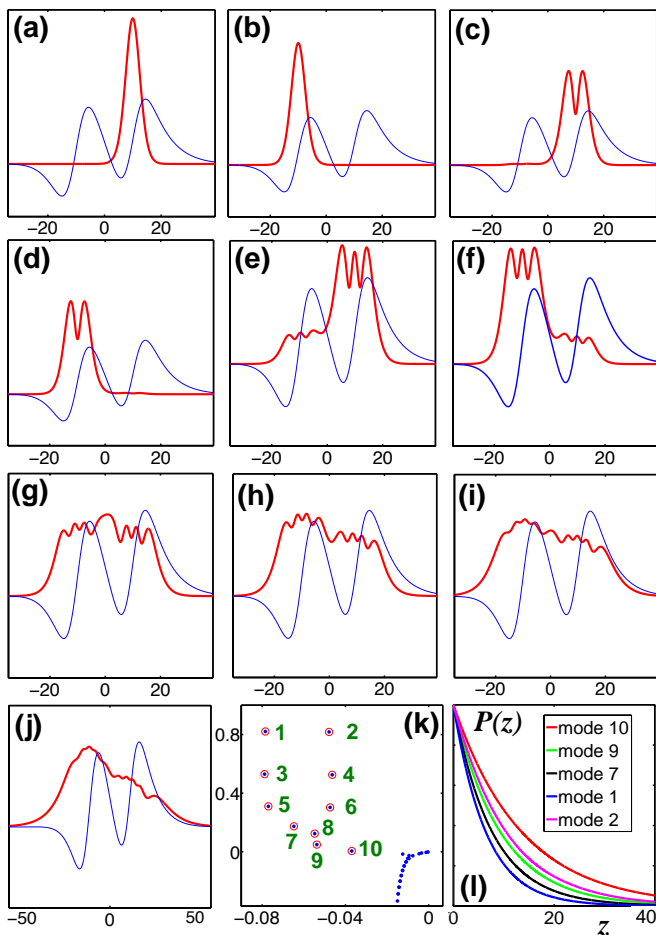 (a) (b) (c)
−20 0 20 −20 0 20 −20 0 20
(d) (e) (f)
−20 0 20 −20 0 20 −20 0 20
(g) (h) (i)
−20 0 20 −20 0 20 −20 0 20
(j)
−50 0 50
(k)
0.8
0.4
0
1 2
3 4
5 6
7 8
9 10
−0.08 −0.04 0
P(z)
mode 10
mode 9
mode 7
mode 1
mode 2
(l)
0 20 40
z